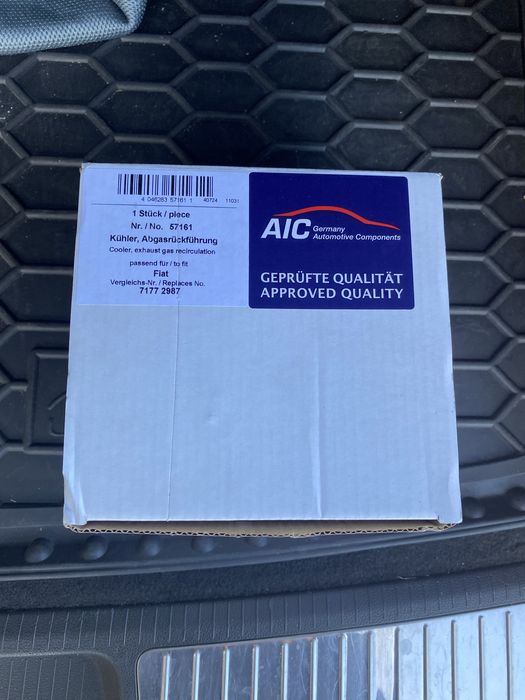 4 046283 57161 1 40724 11031
1 Stück / piece
Nr. / No. 57161
Kühler, Abgasrückführung
Cooler, exhaust gas recirculation
passend für / to fit
Fiat
Vergleichs-Nr. / Replaces No.
7177 2987
AIC Germany
Automotive Components
GEPRÜFTE QUALITÄT
APPROVED QUALITY